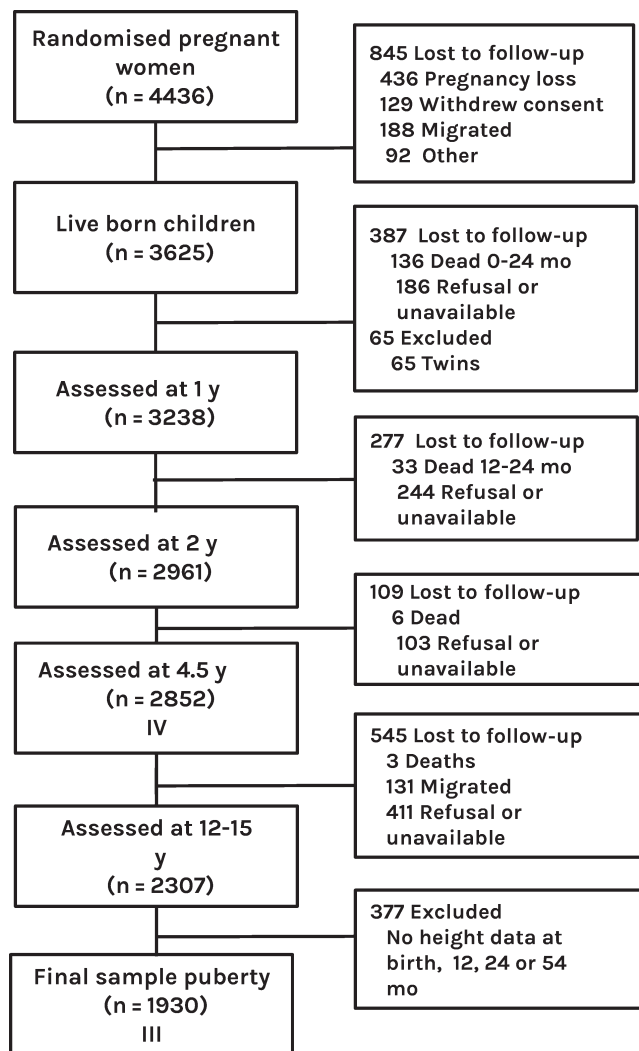 Randomised pregnant
women
(n = 4436)
845 Lost to follow-up
436 Pregnancy loss
129 Withdrew consent
188 Migrated
92 Other
Live born children
(n = 3625)
387 Lost to follow-up
136 Dead 0-24 mo
186 Refusal or
unavailable
65 Excluded
65 Twins
Assessed at 1 y
(n = 3238)
277 Lost to follow-up
33 Dead 12-24 mo
244 Refusal or
unavailable
Assessed at 2 y
(n = 2961)
109 Lost to follow-up
6 Dead
103 Refusal or
unavailable
Assessed at 4.5 y
(n = 2852)
IV
545 Lost to follow-up
3 Deaths
131 Migrated
411 Refusal or
unavailable
Assessed at 12-15
y
(n = 2307)
377 Excluded
No height data at
birth, 12, 24 or 54
mo
Final sample puberty
(n = 1930)
III